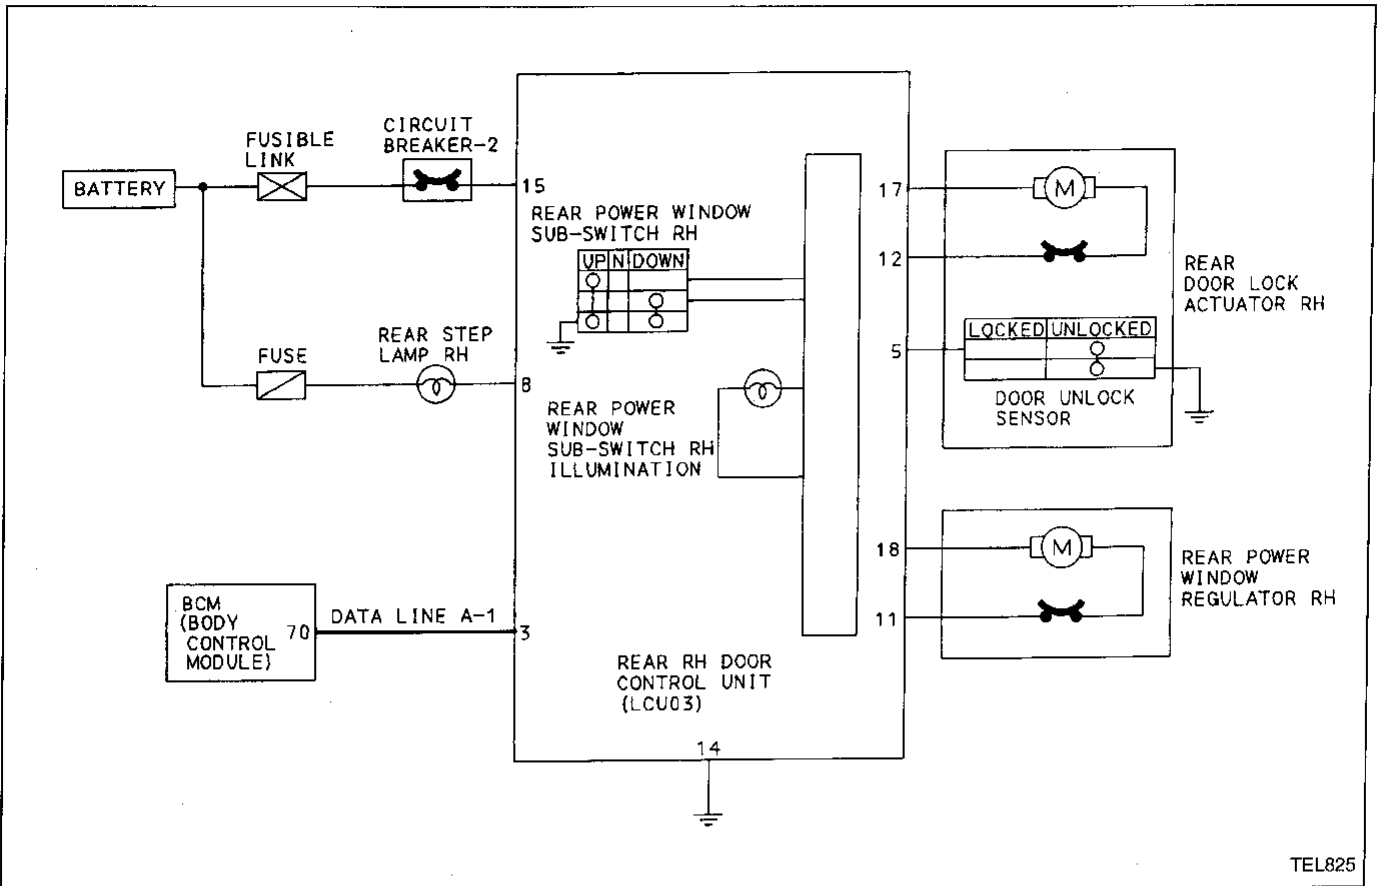 FUSIBLE
LINK
CIRCUIT
BREAKER-2
BATTERY
15
REAR POWER WINDOW
SUB-SWITCH RH
UP N DOWN
FUSE
REAR STEP
LAMP RH
8
REAR POWER
WINDOW
SUB-SWITCH RH
ILLUMINATION
BCM
(BODY
CONTROL
MODULE)
70
DATA LINE A-1
3
REAR RH DOOR
CONTROL UNIT
(LCU03)
14
17
M
12
REAR
DOOR LOCK
ACTUATOR RH
5
LOCKED UNLOCKED
DOOR UNLOCK
SENSOR
18
M
11
REAR POWER
WINDOW
REGULATOR RH
TEL825